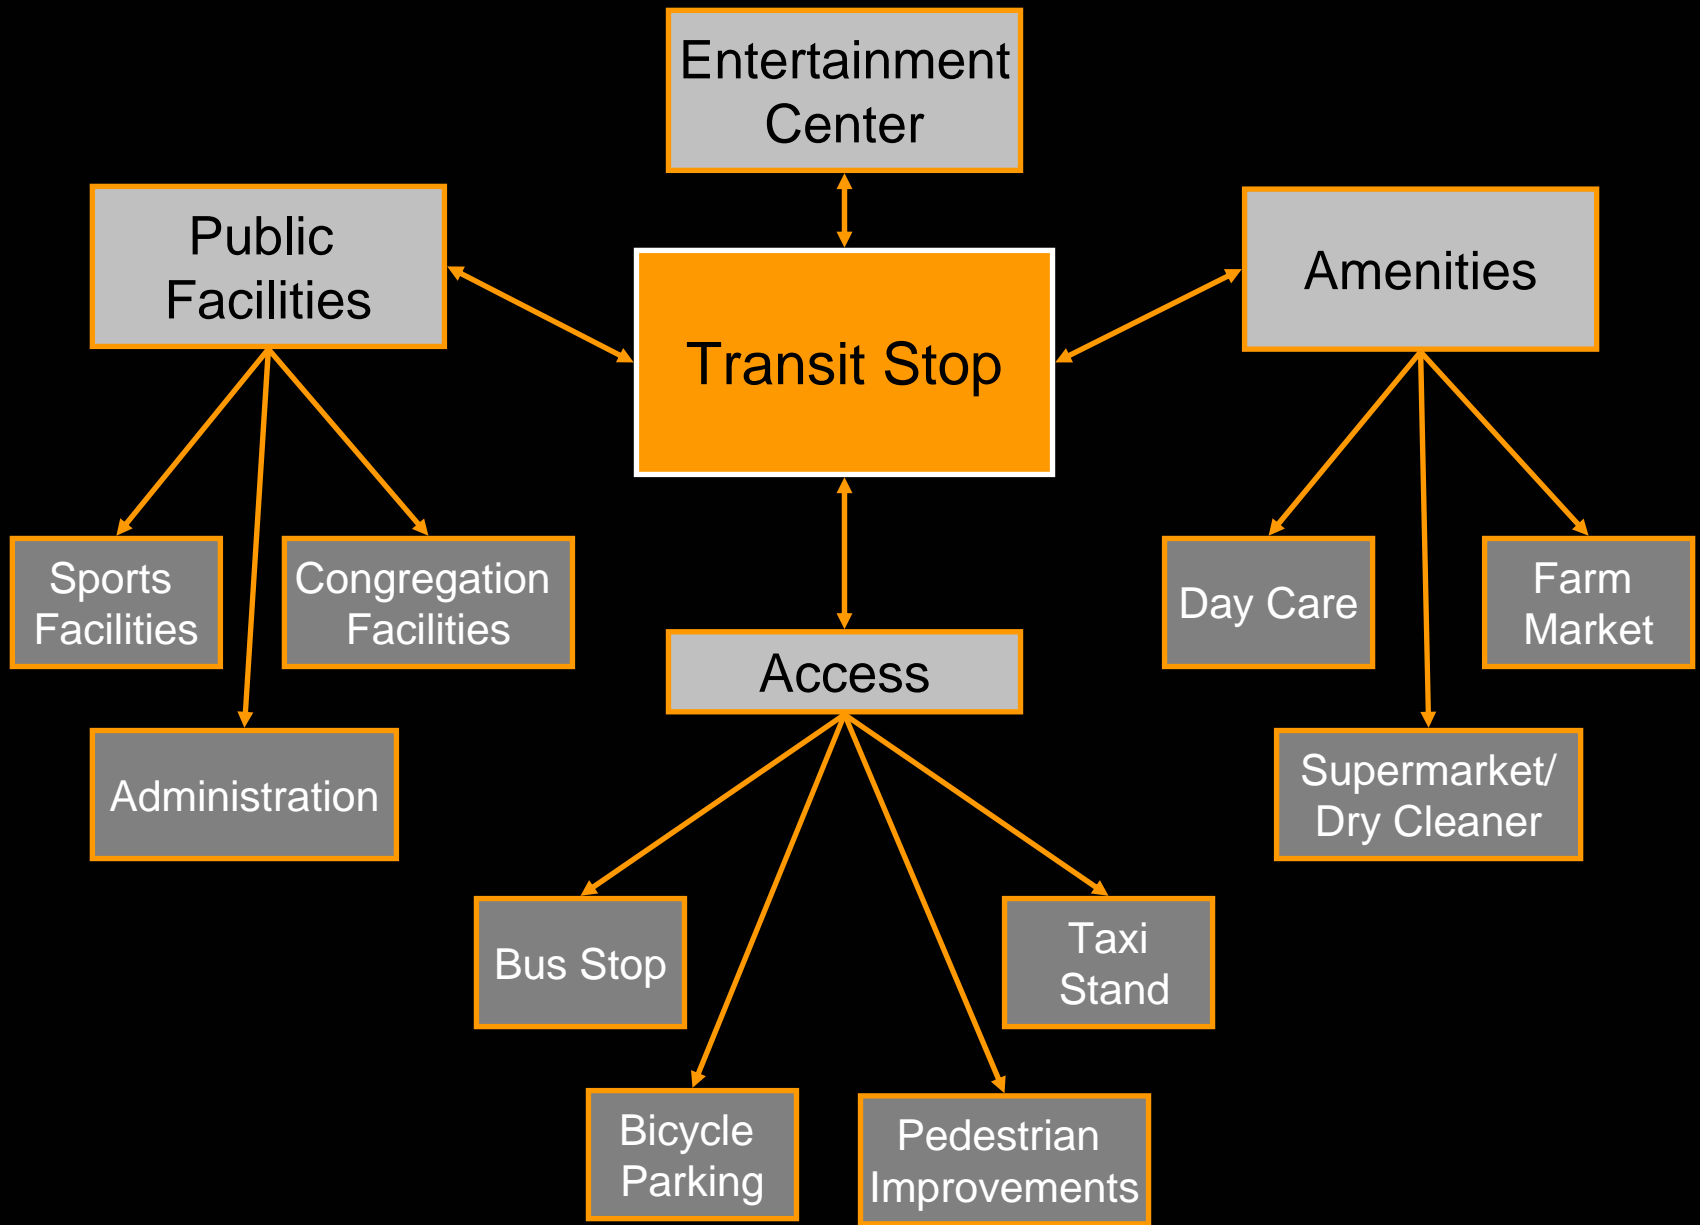 Entertainment
Center
Public
Facilities
Amenities
Transit Stop
Sports
Facilities
Congregation
Facilities
Day Care
Farm
Market
Access
Administration
Supermarket/
Dry Cleaner
Bus Stop
Taxi
Stand
Bicycle
Parking
Pedestrian
Improvements